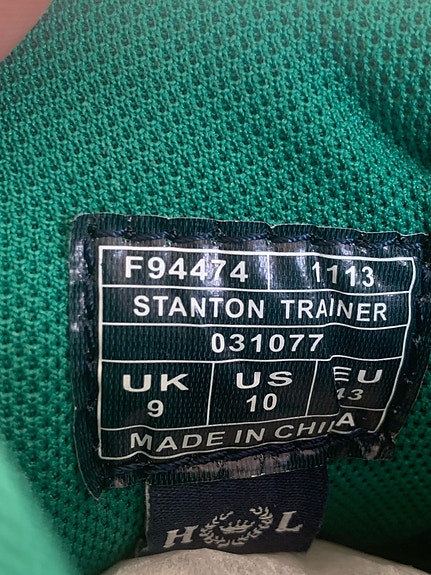 F94474 1113
STANTON TRAINER
031077
UK US EU
9 10 43
MADE IN CHINA
H L